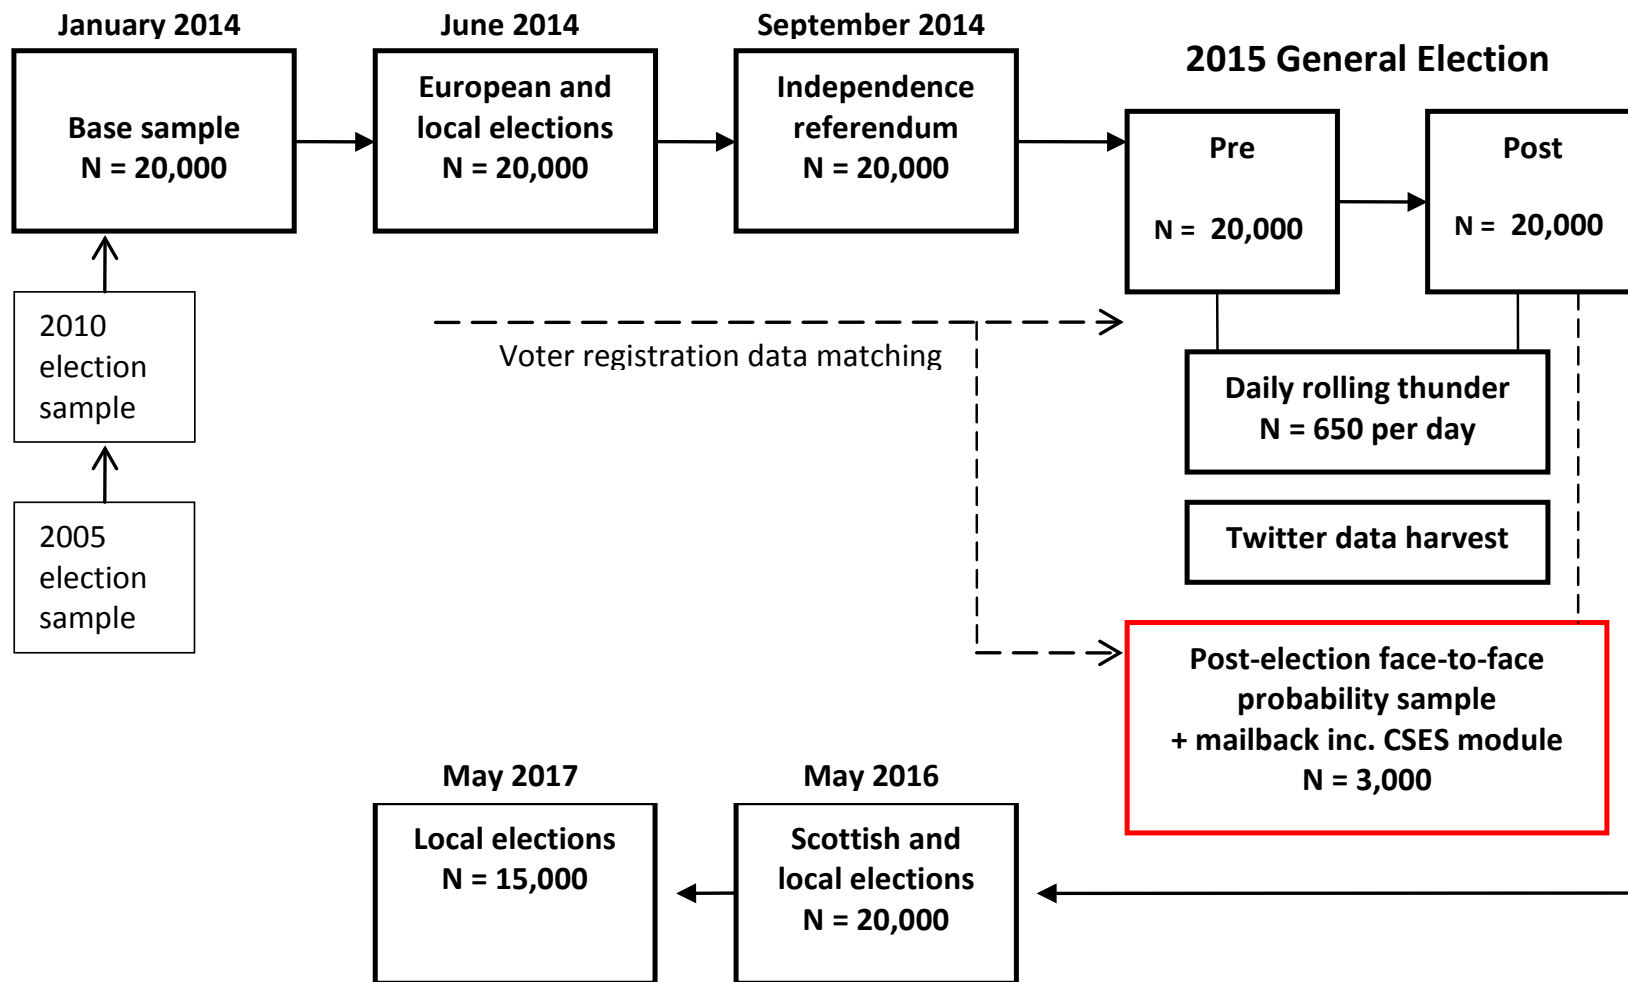 January 2014
Base sample
N = 20,000
June 2014
European and
local elections
N = 20,000
September 2014
Independence
referendum
N = 20,000
2015 General Election
Pre
N = 20,000
Post
N = 20,000
2010
election
sample
2005
election
sample
Voter registration data matching
Daily rolling thunder
N = 650 per day
Twitter data harvest
Post-election face-to-face
probability sample
+ mailback inc. CSES module
N = 3,000
May 2017
Local elections
N = 15,000
May 2016
Scottish and
local elections
N = 20,000